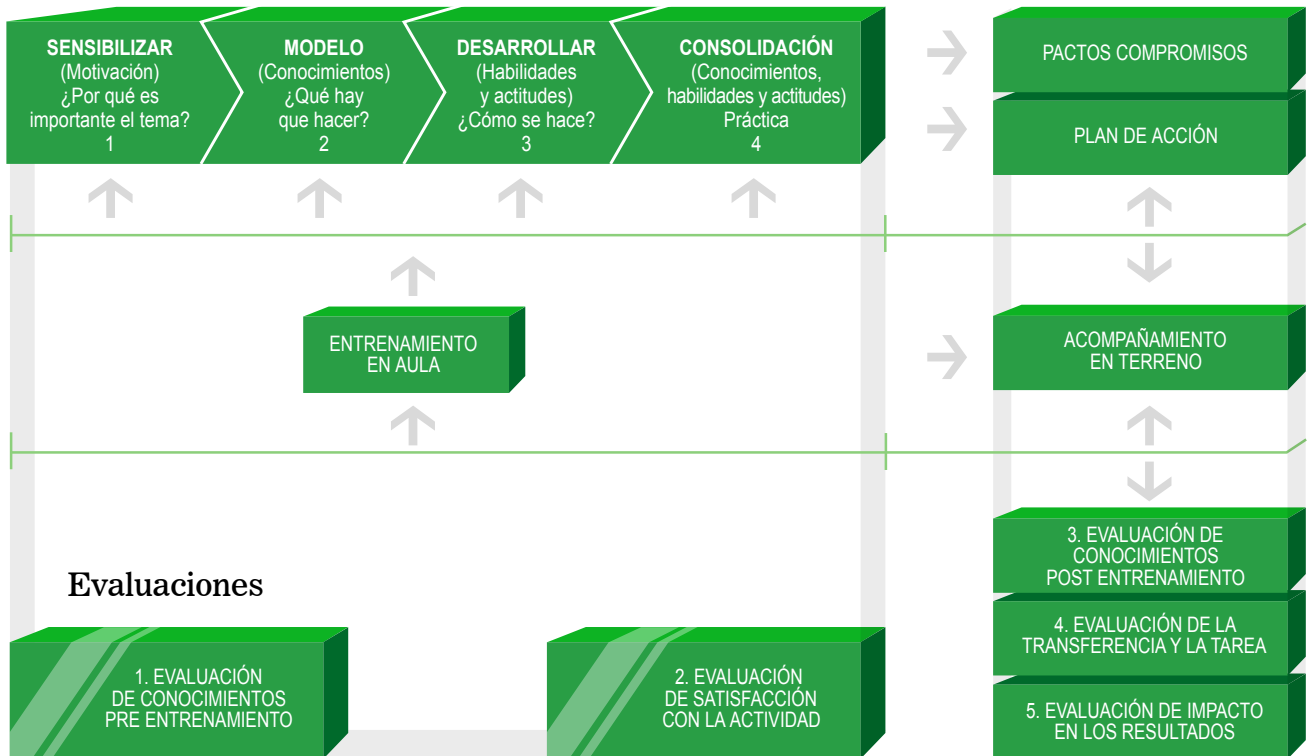 SENSIBILIZAR
(Motivación)
¿Por qué es
importante el tema?
1
MODELO
(Conocimientos)
¿Qué hay
que hacer?
2
DESARROLLAR
(Habilidades
y actitudes)
¿Cómo se hace?
3
CONSOLIDACIÓN
(Conocimientos,
habilidades y actitudes)
Práctica
4
PACTOS COMPROMISOS
PLAN DE ACCIÓN
ENTRENAMIENTO
EN AULA
ACOMPAÑAMIENTO
EN TERRENO
Evaluaciones
1. EVALUACIÓN
DE CONOCIMIENTOS
PRE ENTRENAMIENTO
2. EVALUACIÓN
DE SATISFACCIÓN
CON LA ACTIVIDAD
3. EVALUACIÓN DE
CONOCIMIENTOS
POST ENTRENAMIENTO
4. EVALUACIÓN DE LA
TRANSFERENCIA Y LA TAREA
5. EVALUACIÓN DE IMPACTO
EN LOS RESULTADOS